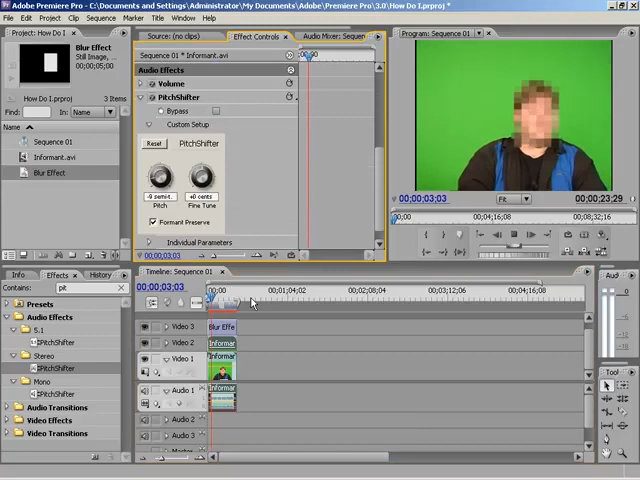 Adobe Premiere Pro - C:\Documents and Settings\Administrator\My Documents\Adobe\Premiere Pro\3.0\How Do I.prproj *
File Edit Project Clip Sequence Marker Title Window Help
Project: How Do I
Source: (no clips) Effect Controls Audio Mixer: Sequen
Program: Sequence 01
Blur Effect
Still Image,
00;00;05;00
How Do I.prproj 3 Items
Find: In: Name
Name
Sequence 01
Informant.avi
Blur Effect
Sequence 01 * Informant.avi
Audio Effects
Volume
PitchShifter
Bypass
Custom Setup
Reset PitchShifter
-9 semi-t. +0 cents
Pitch Fine Tune
Formant Preserve
Individual Parameters
00;00;03;03
00;00;03;03 Fit 00;00;23;29
00;00 00;04;16;08 00;08;32;16
Info Effects History
Contains: pit
Presets
Audio Effects
5.1
PitchShifter
Stereo
PitchShifter
Mono
PitchShifter
Audio Transitions
Video Effects
Video Transitions
Timeline: Sequence 01
00;00;03;03
00;00 00;01;04;02 00;02;08;04 00;03;12;06 00;04;16;08
Video 3 Blur Effe
Video 2 Informar
Video 1 Informar
Audio 1 Informar
Audio 2
Audio 3
Aud
0
-6
-12
-18
Tool